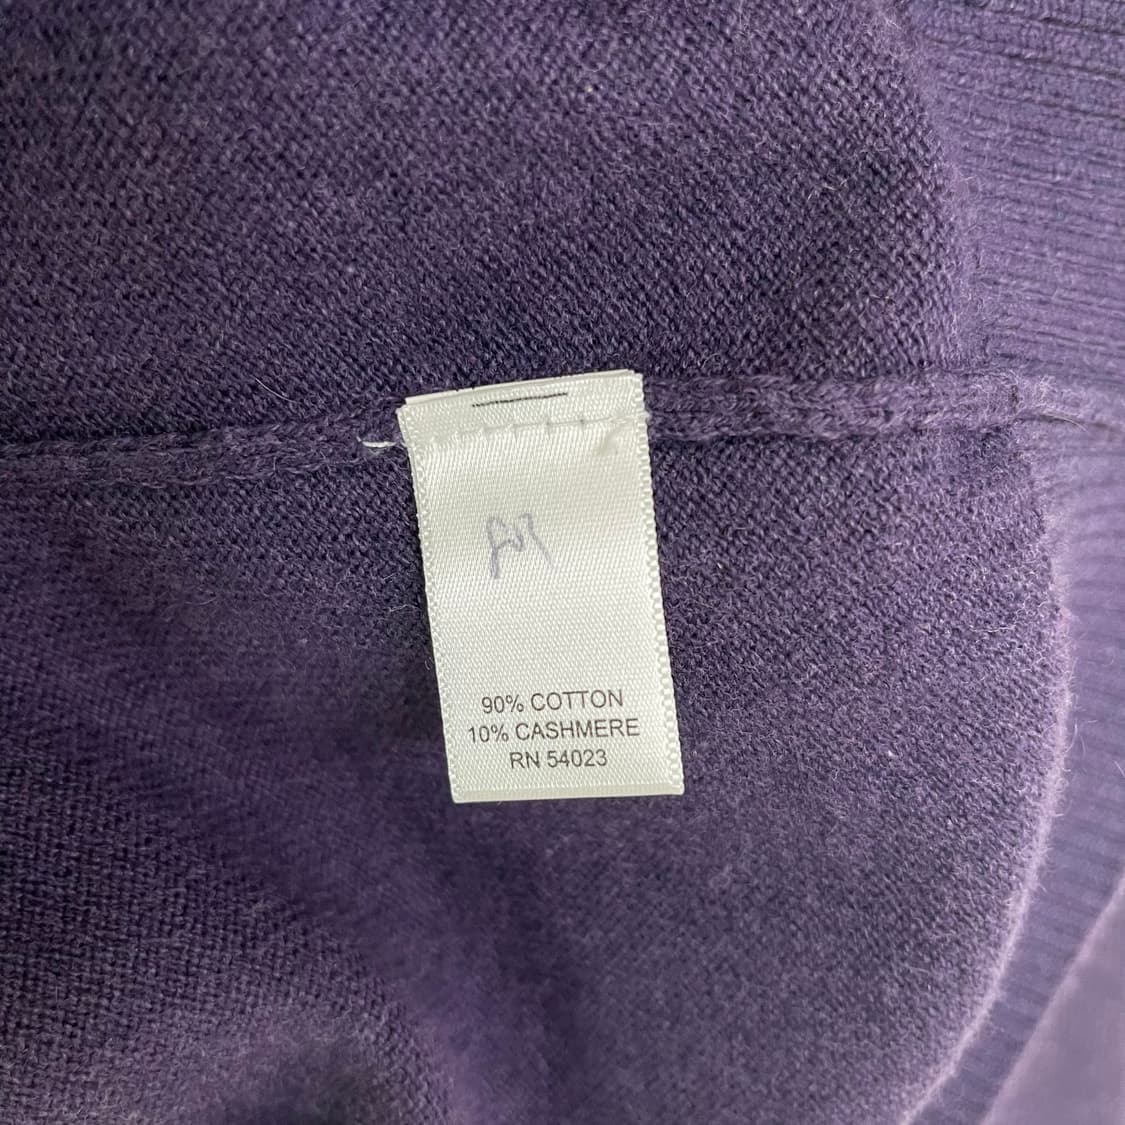 90% COTTON
10% CASHMERE
RN 54023